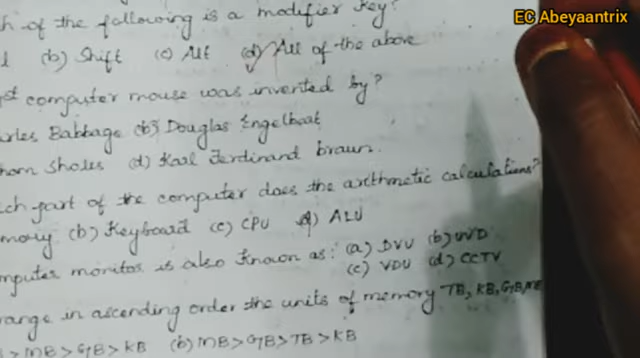 EC Abeyaantrix
of the following is a modifier key?
(b) Shift (c) Alt (d) All of the above
1st computer mouse was invented by?
Babbage (b) Douglas Engelbeat
Sholes (d) Karl Ferdinand braun.
part of the computer does the arithmetic calculations?
(b) Keyboard (c) CPU (d) ALU
monitor is also known as: (a) DVU (b) UVD
(c) VDU (d) CCTV
in ascending order the units of memory TB, KB, GB, MB
> MB > GB > KB (b) MB > GB > TB > KB